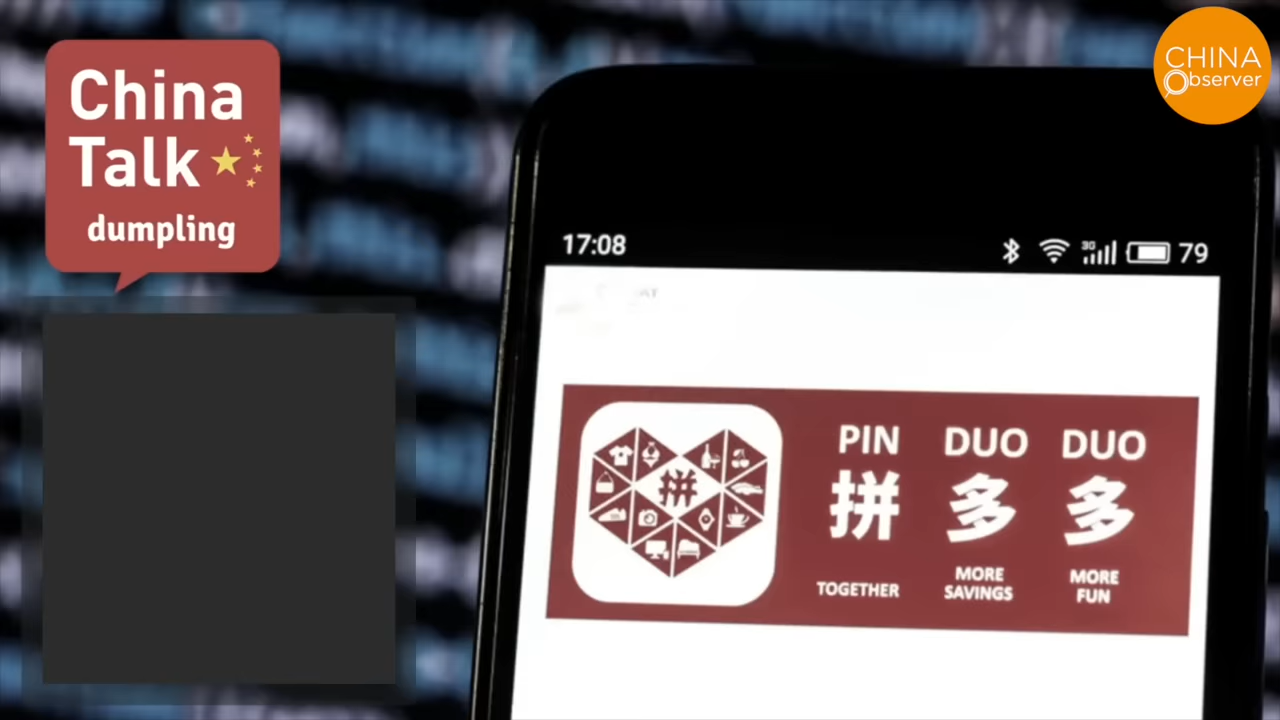 China
Talk
dumpling
CHINA
Observer
17:08
3G
79
PIN DUO DUO
拼 多 多
TOGETHER
MORE
SAVINGS
MORE
FUN
拼